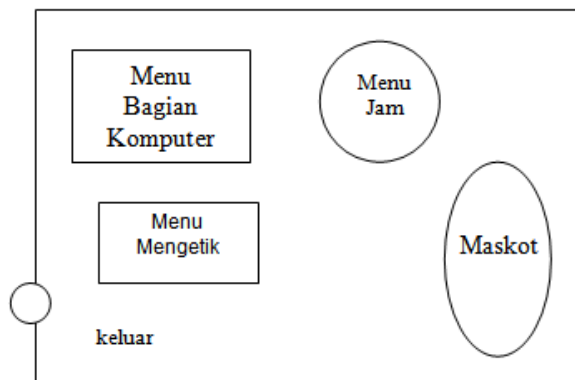 Menu
Bagian
Komputer
Menu
Jam
Menu
Mengetik
Maskot
keluar